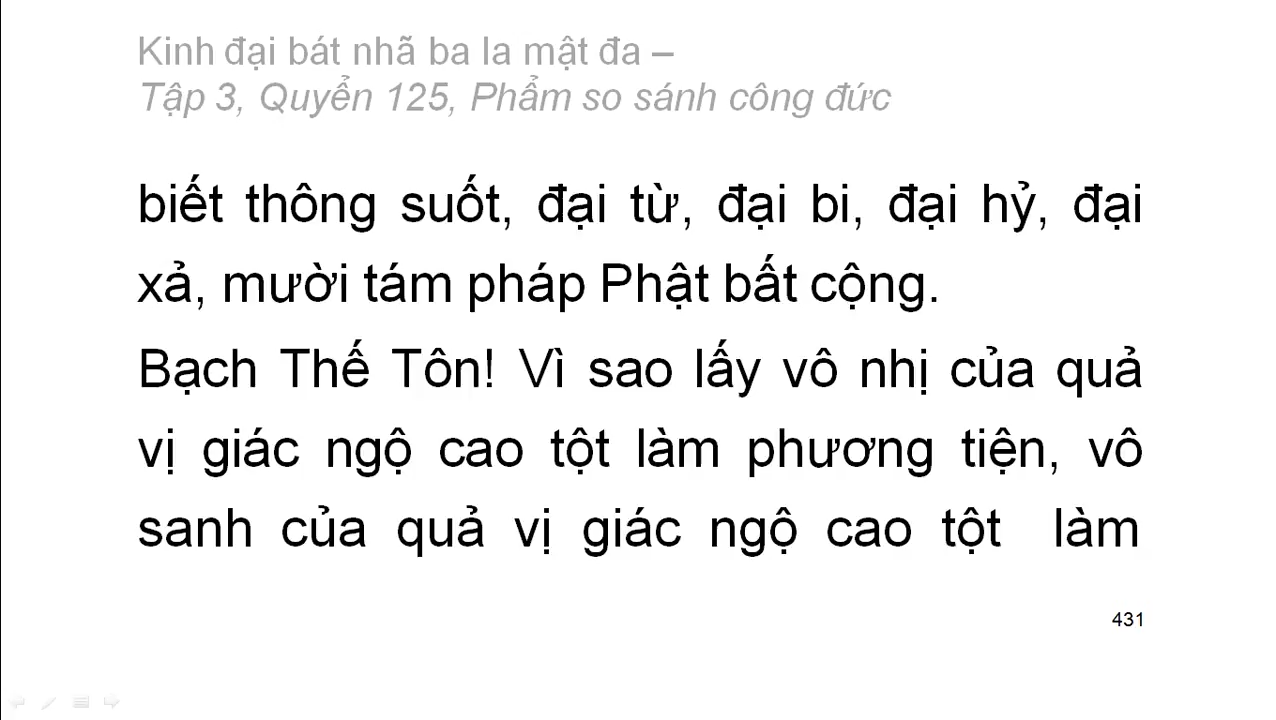 Kinh đại bát nhã ba la mật đa –
Tập 3, Quyển 125, Phẩm so sánh công đức
biết thông suốt, đại từ, đại bi, đại hỷ, đại
xả, mười tám pháp Phật bất cộng.
Bạch Thế Tôn! Vì sao lấy vô nhị của quả
vị giác ngộ cao tột làm phương tiện, vô
sanh của quả vị giác ngộ cao tột làm
431